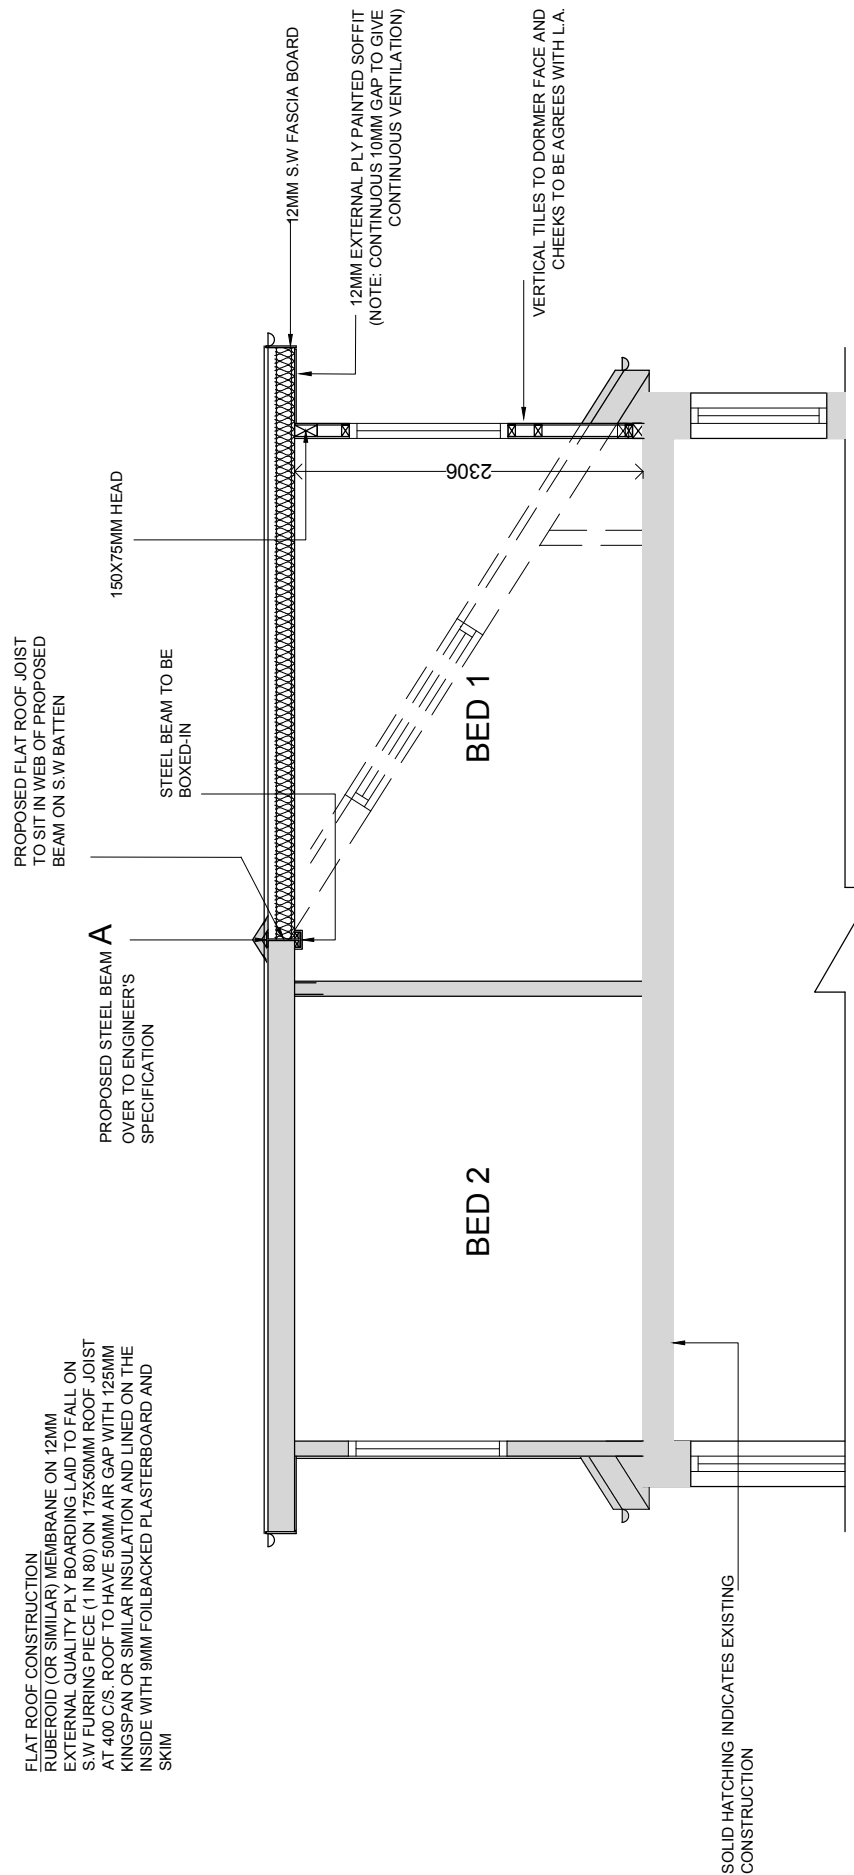 FLAT ROOF CONSTRUCTION
RUBEROID (OR SIMILAR) MEMBRANE ON 12MM
EXTERNAL QUALITY PLY BOARDING LAID TO FALL ON
S.W FURRING PIECE (1 IN 80) ON 175X50MM ROOF JOIST
AT 400 C/S. ROOF TO HAVE 50MM AIR GAP WITH 125MM
KINGSPAN OR SIMILAR INSULATION AND LINED ON THE
INSIDE WITH 9MM FOILBACKED PLASTERBOARD AND
SKIM
PROPOSED STEEL BEAM A
OVER TO ENGINEER'S
SPECIFICATION
PROPOSED FLAT ROOF JOIST
TO SIT IN WEB OF PROPOSED
BEAM ON S.W BATTEN
STEEL BEAM TO BE
BOXED-IN
150X75MM HEAD
12MM S.W FASCIA BOARD
12MM EXTERNAL PLY PAINTED SOFFIT
(NOTE: CONTINUOUS 10MM GAP TO GIVE
CONTINUOUS VENTILATION)
VERTICAL TILES TO DORMER FACE AND
CHEEKS TO BE AGREES WITH L.A.
2306
BED 2
BED 1
SOLID HATCHING INDICATES EXISTING
CONSTRUCTION